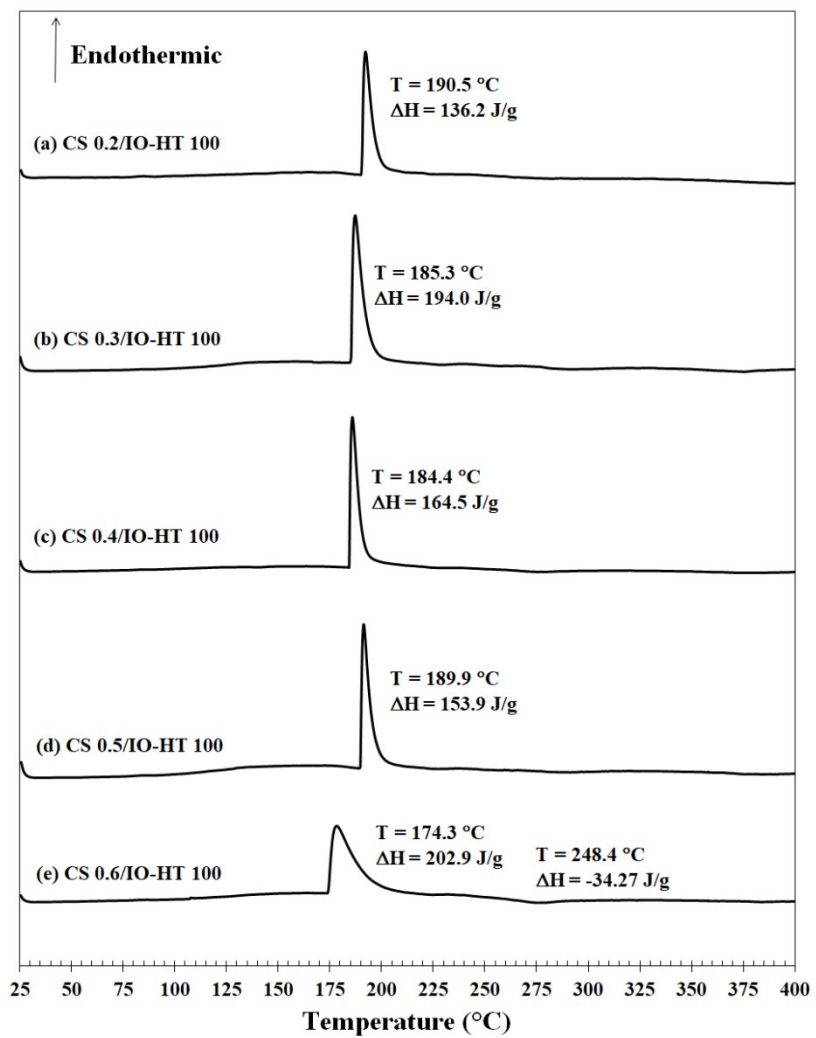 Endothermic
T = 190.5 °C
ΔH = 136.2 J/g
(a) CS 0.2/IO-HT 100
T = 185.3 °C
ΔH = 194.0 J/g
(b) CS 0.3/IO-HT 100
T = 184.4 °C
ΔH = 164.5 J/g
(c) CS 0.4/IO-HT 100
T = 189.9 °C
ΔH = 153.9 J/g
(d) CS 0.5/IO-HT 100
T = 174.3 °C
ΔH = 202.9 J/g
T = 248.4 °C
ΔH = -34.27 J/g
(e) CS 0.6/IO-HT 100
25 50 75 100 125 150 175 200 225 250 275 300 325 350 375 400
Temperature (°C)